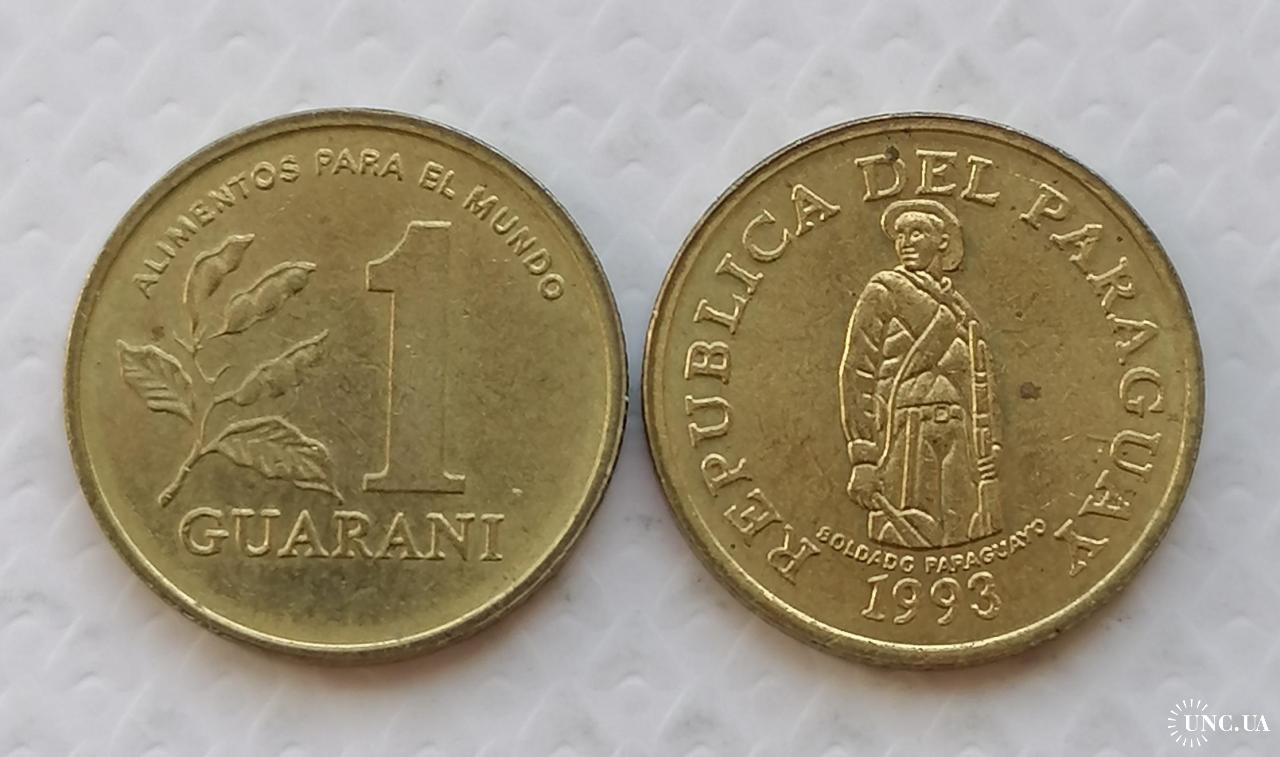 ALIMENTOS PARA EL MUNDO
1
GUARANI
REPUBLICA DEL PARAGUAY
SOLDADO PARAGUAYO
1993
UNC.UA